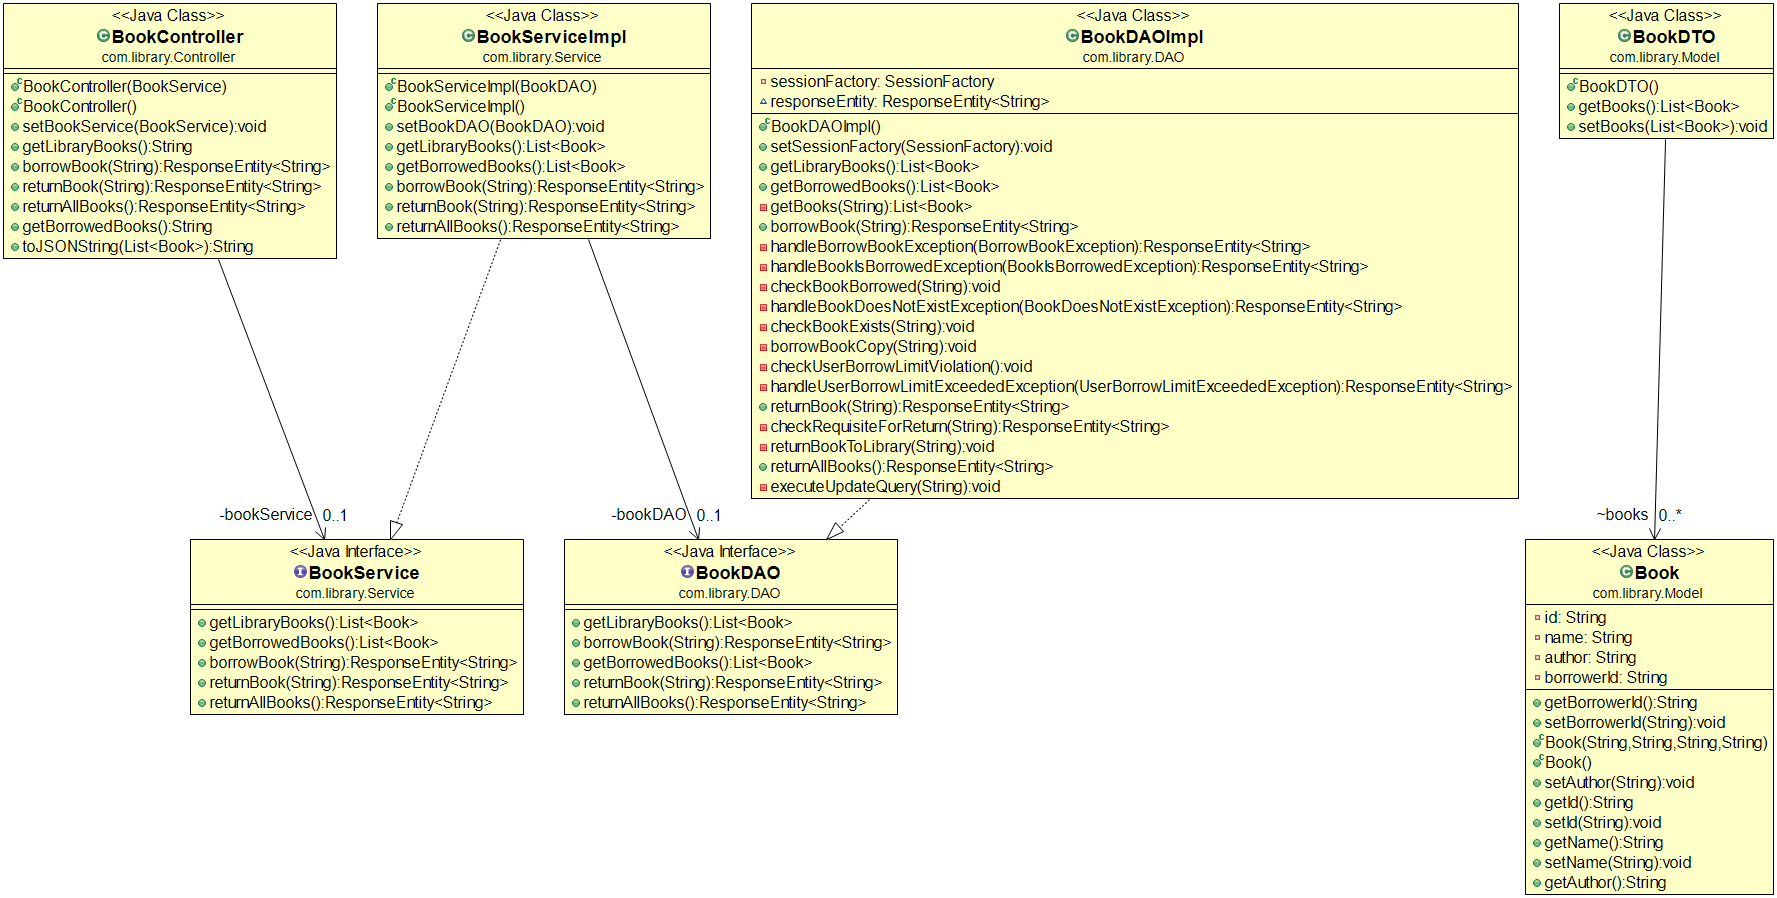 <<Java Class>>
BookController
com.library.Controller
BookController(BookService)
BookController()
setBookService(BookService):void
getLibraryBooks():String
borrowBook(String):ResponseEntity<String>
returnBook(String):ResponseEntity<String>
returnAllBooks():ResponseEntity<String>
getBorrowedBooks():String
toJSONString(List<Book>):String
<<Java Class>>
BookServiceImpl
com.library.Service
BookServiceImpl(BookDAO)
BookServiceImpl()
setBookDAO(BookDAO):void
getLibraryBooks():List<Book>
getBorrowedBooks():List<Book>
borrowBook(String):ResponseEntity<String>
returnBook(String):ResponseEntity<String>
returnAllBooks():ResponseEntity<String>
<<Java Class>>
BookDAOImpl
com.library.DAO
sessionFactory: SessionFactory
responseEntity: ResponseEntity<String>
BookDAOImpl()
setSessionFactory(SessionFactory):void
getLibraryBooks():List<Book>
getBorrowedBooks():List<Book>
getBooks(String):List<Book>
borrowBook(String):ResponseEntity<String>
handleBorrowBookException(BorrowBookException):ResponseEntity<String>
handleBookIsBorrowedException(BookIsBorrowedException):ResponseEntity<String>
checkBookBorrowed(String):void
handleBookDoesNotExistException(BookDoesNotExistException):ResponseEntity<String>
checkBookExists(String):void
borrowBookCopy(String):void
checkUserBorrowLimitViolation():void
handleUserBorrowLimitExceededException(UserBorrowLimitExceededException):ResponseEntity<String>
returnBook(String):ResponseEntity<String>
checkRequisiteForReturn(String):ResponseEntity<String>
returnBookToLibrary(String):void
returnAllBooks():ResponseEntity<String>
executeUpdateQuery(String):void
<<Java Class>>
BookDTO
com.library.Model
BookDTO()
getBooks():List<Book>
setBooks(List<Book>):void
-bookService 0..1
-bookDAO 0..1
~books 0..*
<<Java Interface>>
BookService
com.library.Service
getLibraryBooks():List<Book>
getBorrowedBooks():List<Book>
borrowBook(String):ResponseEntity<String>
returnBook(String):ResponseEntity<String>
returnAllBooks():ResponseEntity<String>
<<Java Interface>>
BookDAO
com.library.DAO
getLibraryBooks():List<Book>
borrowBook(String):ResponseEntity<String>
getBorrowedBooks():List<Book>
returnBook(String):ResponseEntity<String>
returnAllBooks():ResponseEntity<String>
<<Java Class>>
Book
com.library.Model
id: String
name: String
author: String
borrowerId: String
getBorrowerId():String
setBorrowerId(String):void
Book(String,String,String,String)
Book()
setAuthor(String):void
getId():String
setId(String):void
getName():String
setName(String):void
getAuthor():String